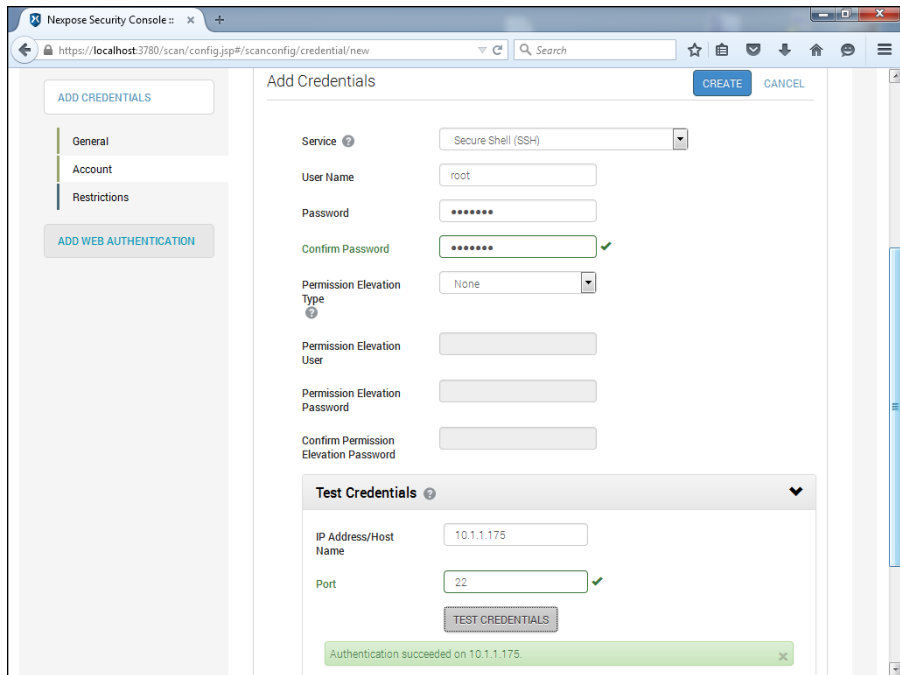 Nexpose Security Console ::
https://localhost:3780/scan/config.jsp#/scanconfig/credential/new
Search
ADD CREDENTIALS
General
Account
Restrictions
ADD WEB AUTHENTICATION
Add Credentials
CREATE
CANCEL
Service ?
Secure Shell (SSH)
User Name
root
Password
•••••••
Confirm Password
•••••••
Permission Elevation
Type
?
None
Permission Elevation
User
Permission Elevation
Password
Confirm Permission
Elevation Password
Test Credentials ?
IP Address/Host
Name
10.1.1.175
Port
22
TEST CREDENTIALS
Authentication succeeded on 10.1.1.175.